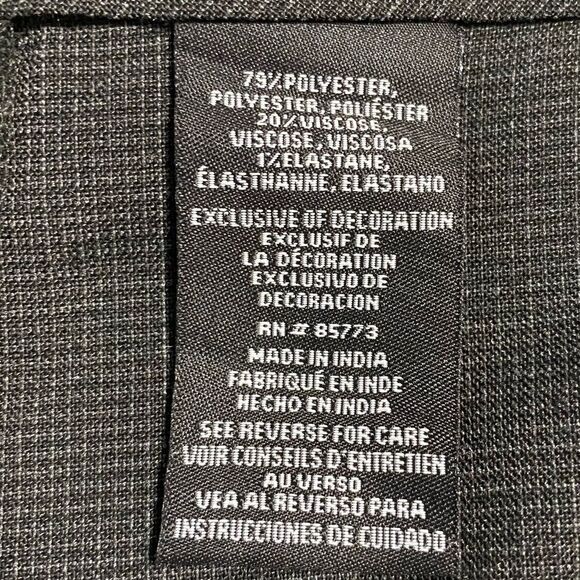 79% POLYESTER,
POLYESTER, POLIÉSTER
20% VISCOSE,
VISCOSE, VISCOSA
1% ELASTANE,
ÉLASTHANNE, ELASTANO
EXCLUSIVE OF DECORATION
EXCLUSIF DE
LA DÉCORATION
EXCLUSIVO DE
DECORACION
RN # 85773
MADE IN INDIA
FABRIQUÉ EN INDE
HECHO EN INDIA
SEE REVERSE FOR CARE
VOIR CONSEILS D'ENTRETIEN
AU VERSO
VEA AL REVERSO PARA
INSTRUCCIONES DE CUIDADO